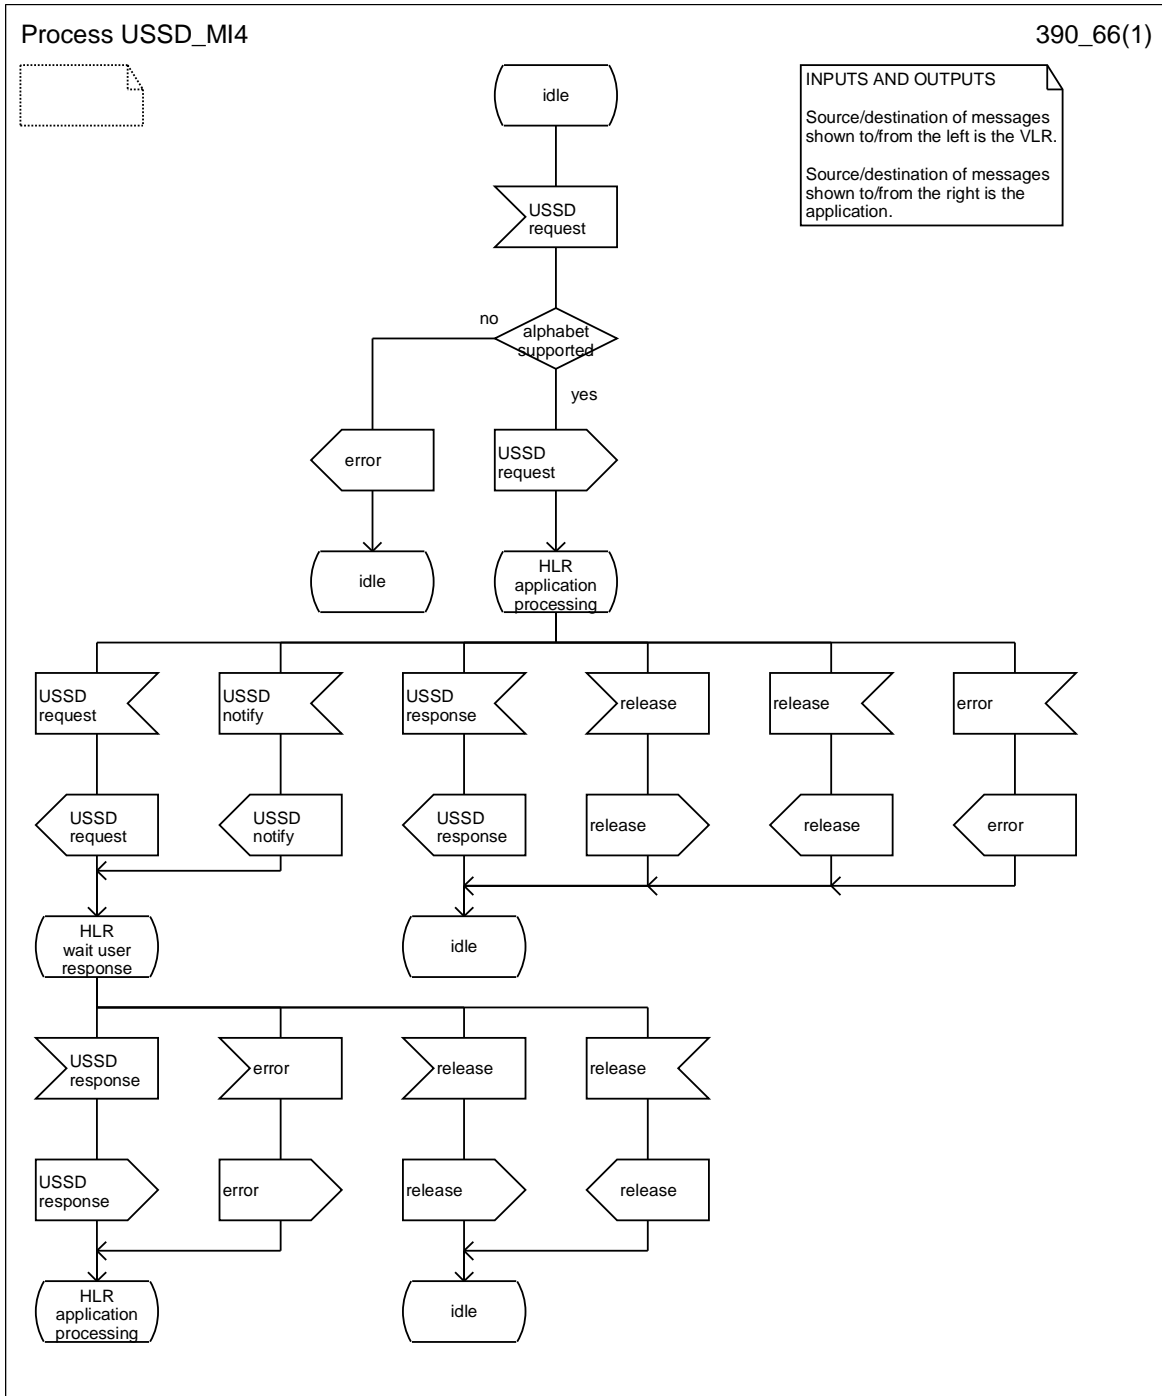 Process USSD_MI4
390_66(1)
idle
INPUTS AND OUTPUTS
Source/destination of messages
shown to/from the left is the VLR.
Source/destination of messages
shown to/from the right is the
application.
USSD
request
no
alphabet
supported
yes
error
USSD
request
idle
HLR
application
processing
USSD
request
USSD
notify
USSD
response
release
release
error
USSD
request
USSD
notify
USSD
response
release
release
error
HLR
wait user
response
idle
USSD
response
error
release
release
USSD
response
error
release
release
HLR
application
processing
idle